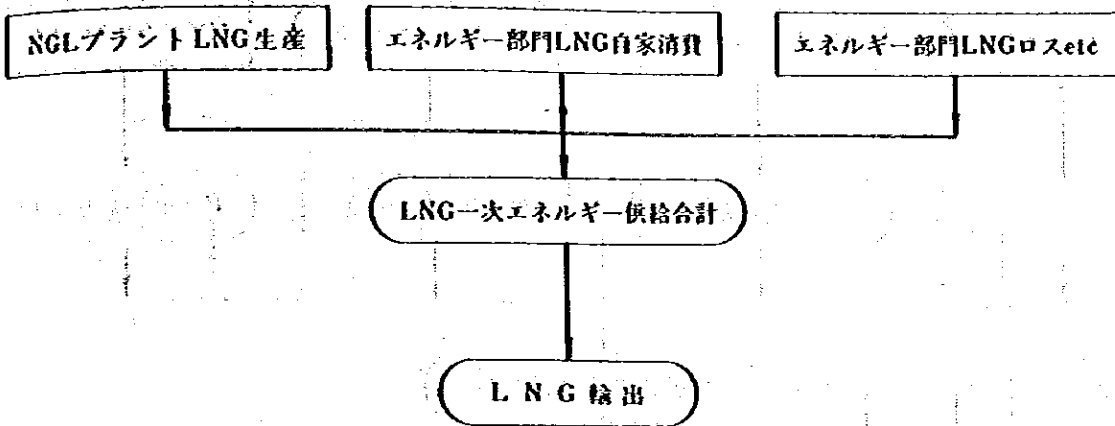 NGLプラントLNG生産
エネルギー部門LNG自家消費
エネルギー部門LNGロスetc
LNG一次エネルギー供給合計
LNG輸出